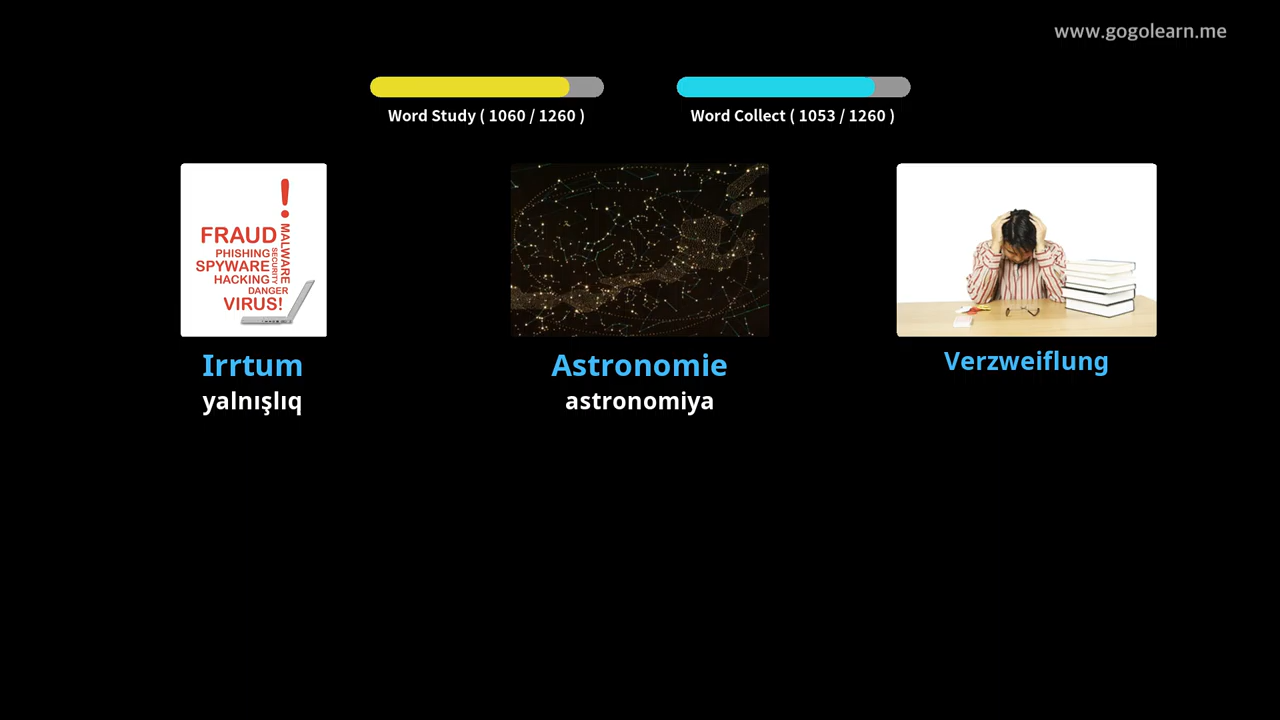 www.gogolearn.me
Word Study ( 1060 / 1260 )
Word Collect ( 1053 / 1260 )
!
FRAUD
PHISHING
SPYWARE
HACKING
DANGER
VIRUS!
MALWARE
SECURITY
Irrtum
yalnışlıq
Astronomie
astronomiya
Verzweiflung